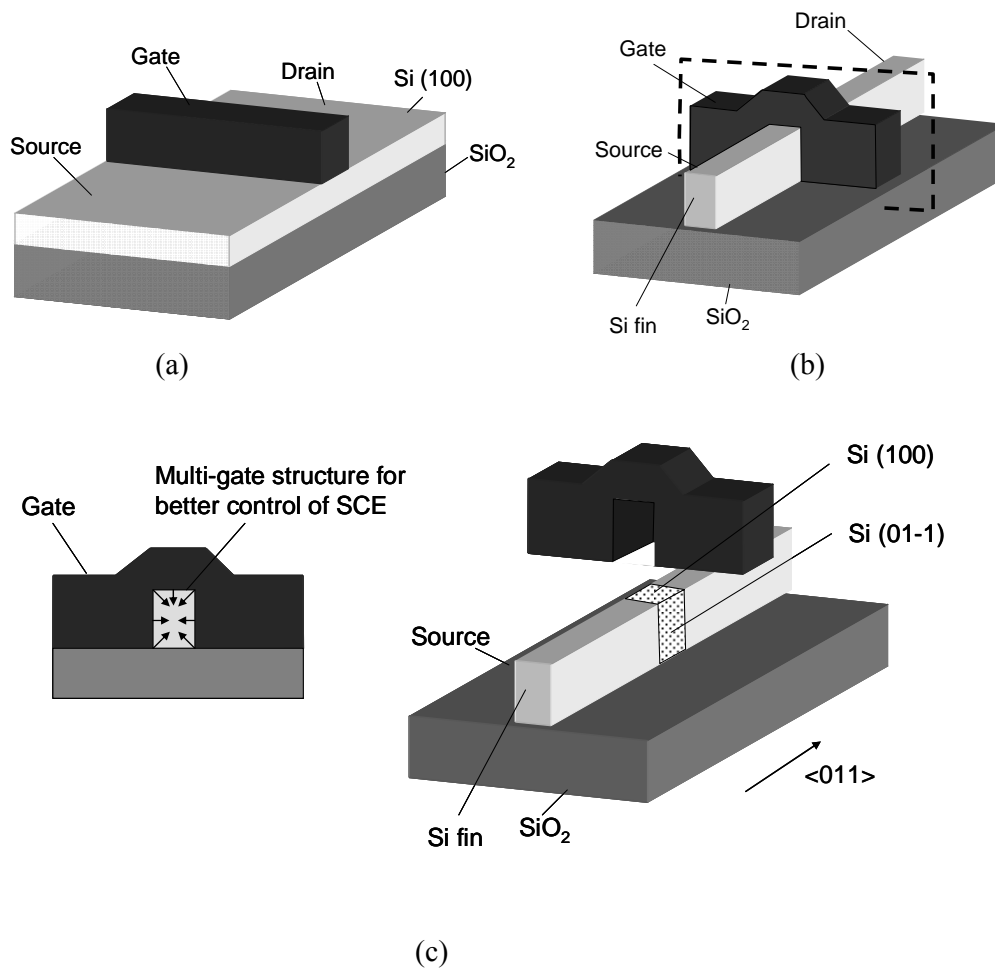 Gate
Drain
Si (100)
Source
SiO2
(a)
Drain
Gate
Source
Si fin
SiO2
(b)
Multi-gate structure for
better control of SCE
Gate
Si (100)
Si (01-1)
Source
<011>
Si fin
SiO2
(c)